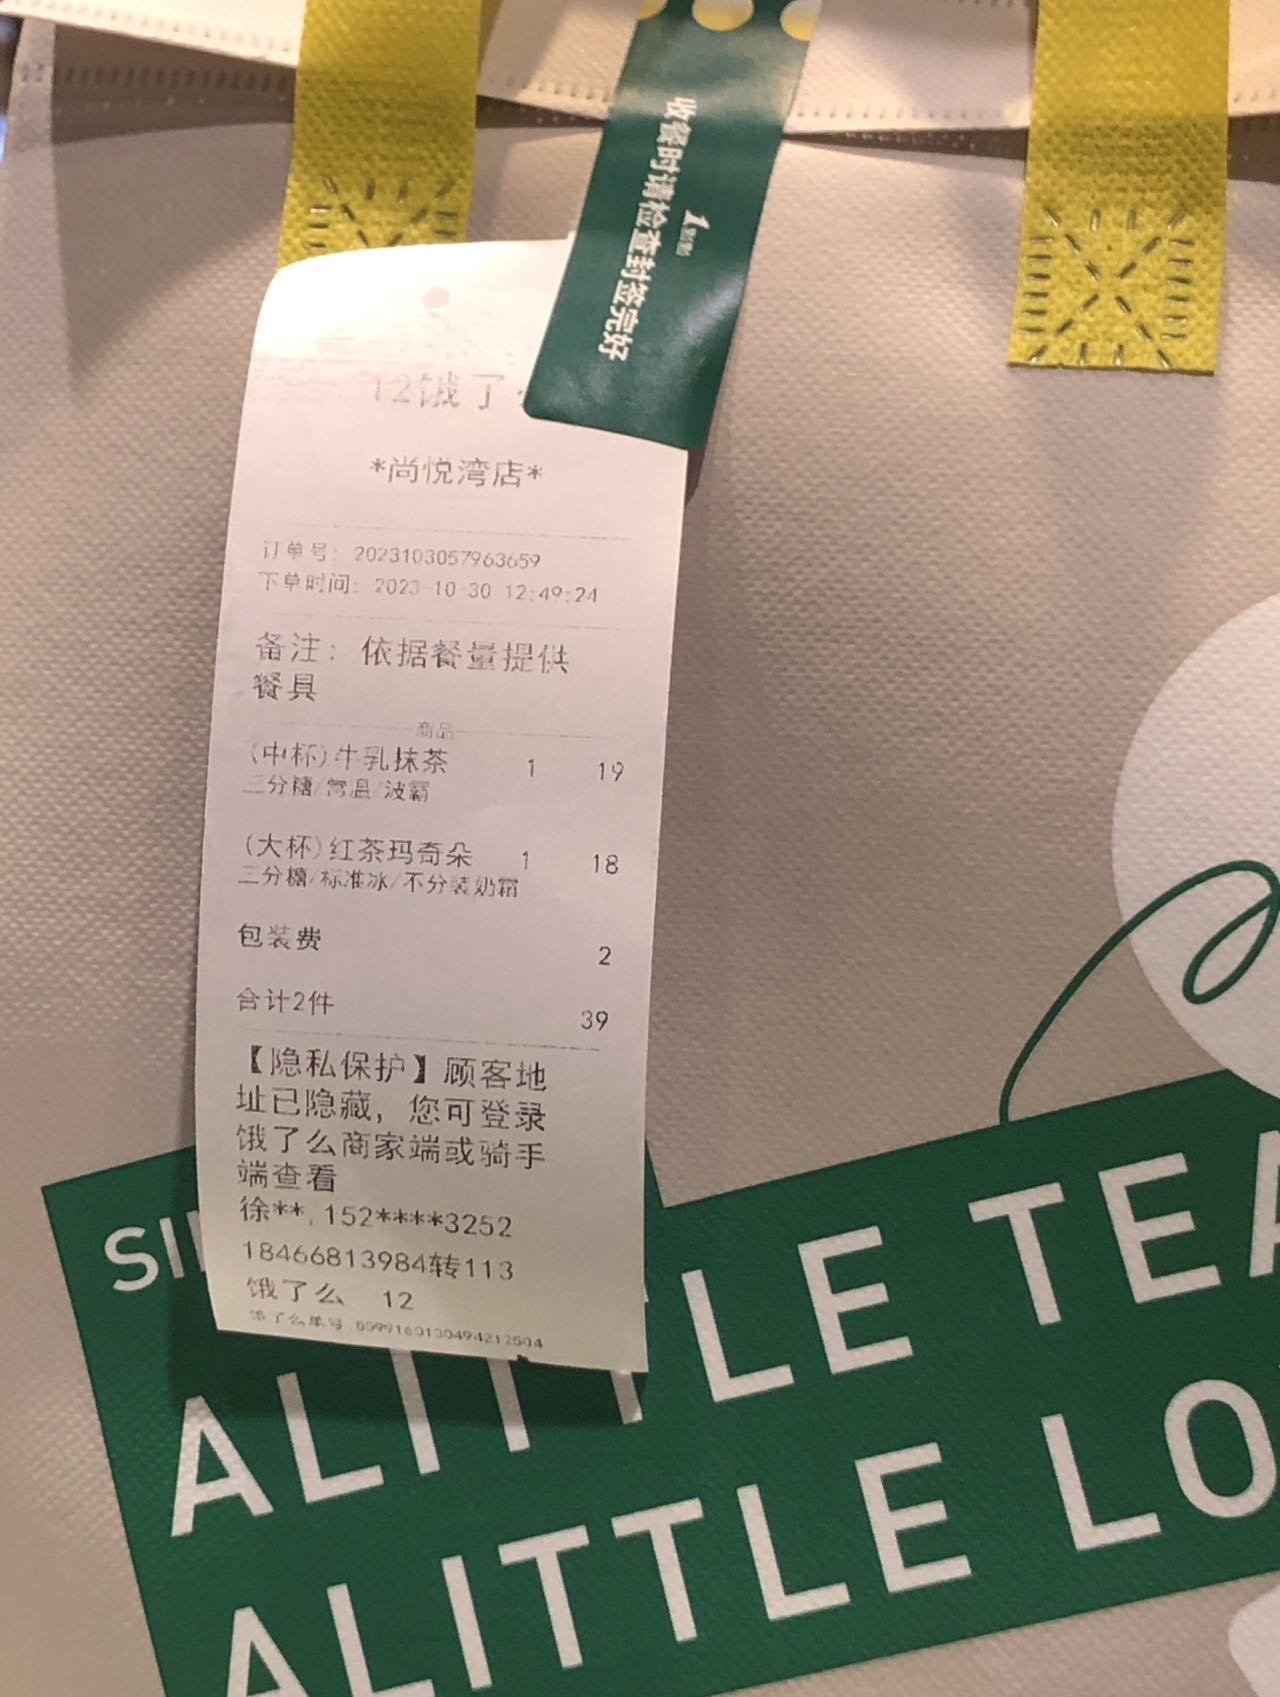 收餐时请检查封签完好
12饿了
*尚悦湾店*
订单号: 2023103057963659
下单时间: 2023-10-30 12:49:24
备注: 依据餐量提供
餐具
商品
(中杯)牛乳抹茶 1 19
三分糖/常温/波霸
(大杯)红茶玛奇朵 1 18
三分糖/标准冰/不分装奶霜
包装费 2
合计2件 39
【隐私保护】顾客地
址已隐藏, 您可登录
饿了么商家端或骑手
端查看
徐**, 152****3252
18466813984转113
饿了么 12
饿了么单号:
ALITTLE TEA
ALITTLE LO